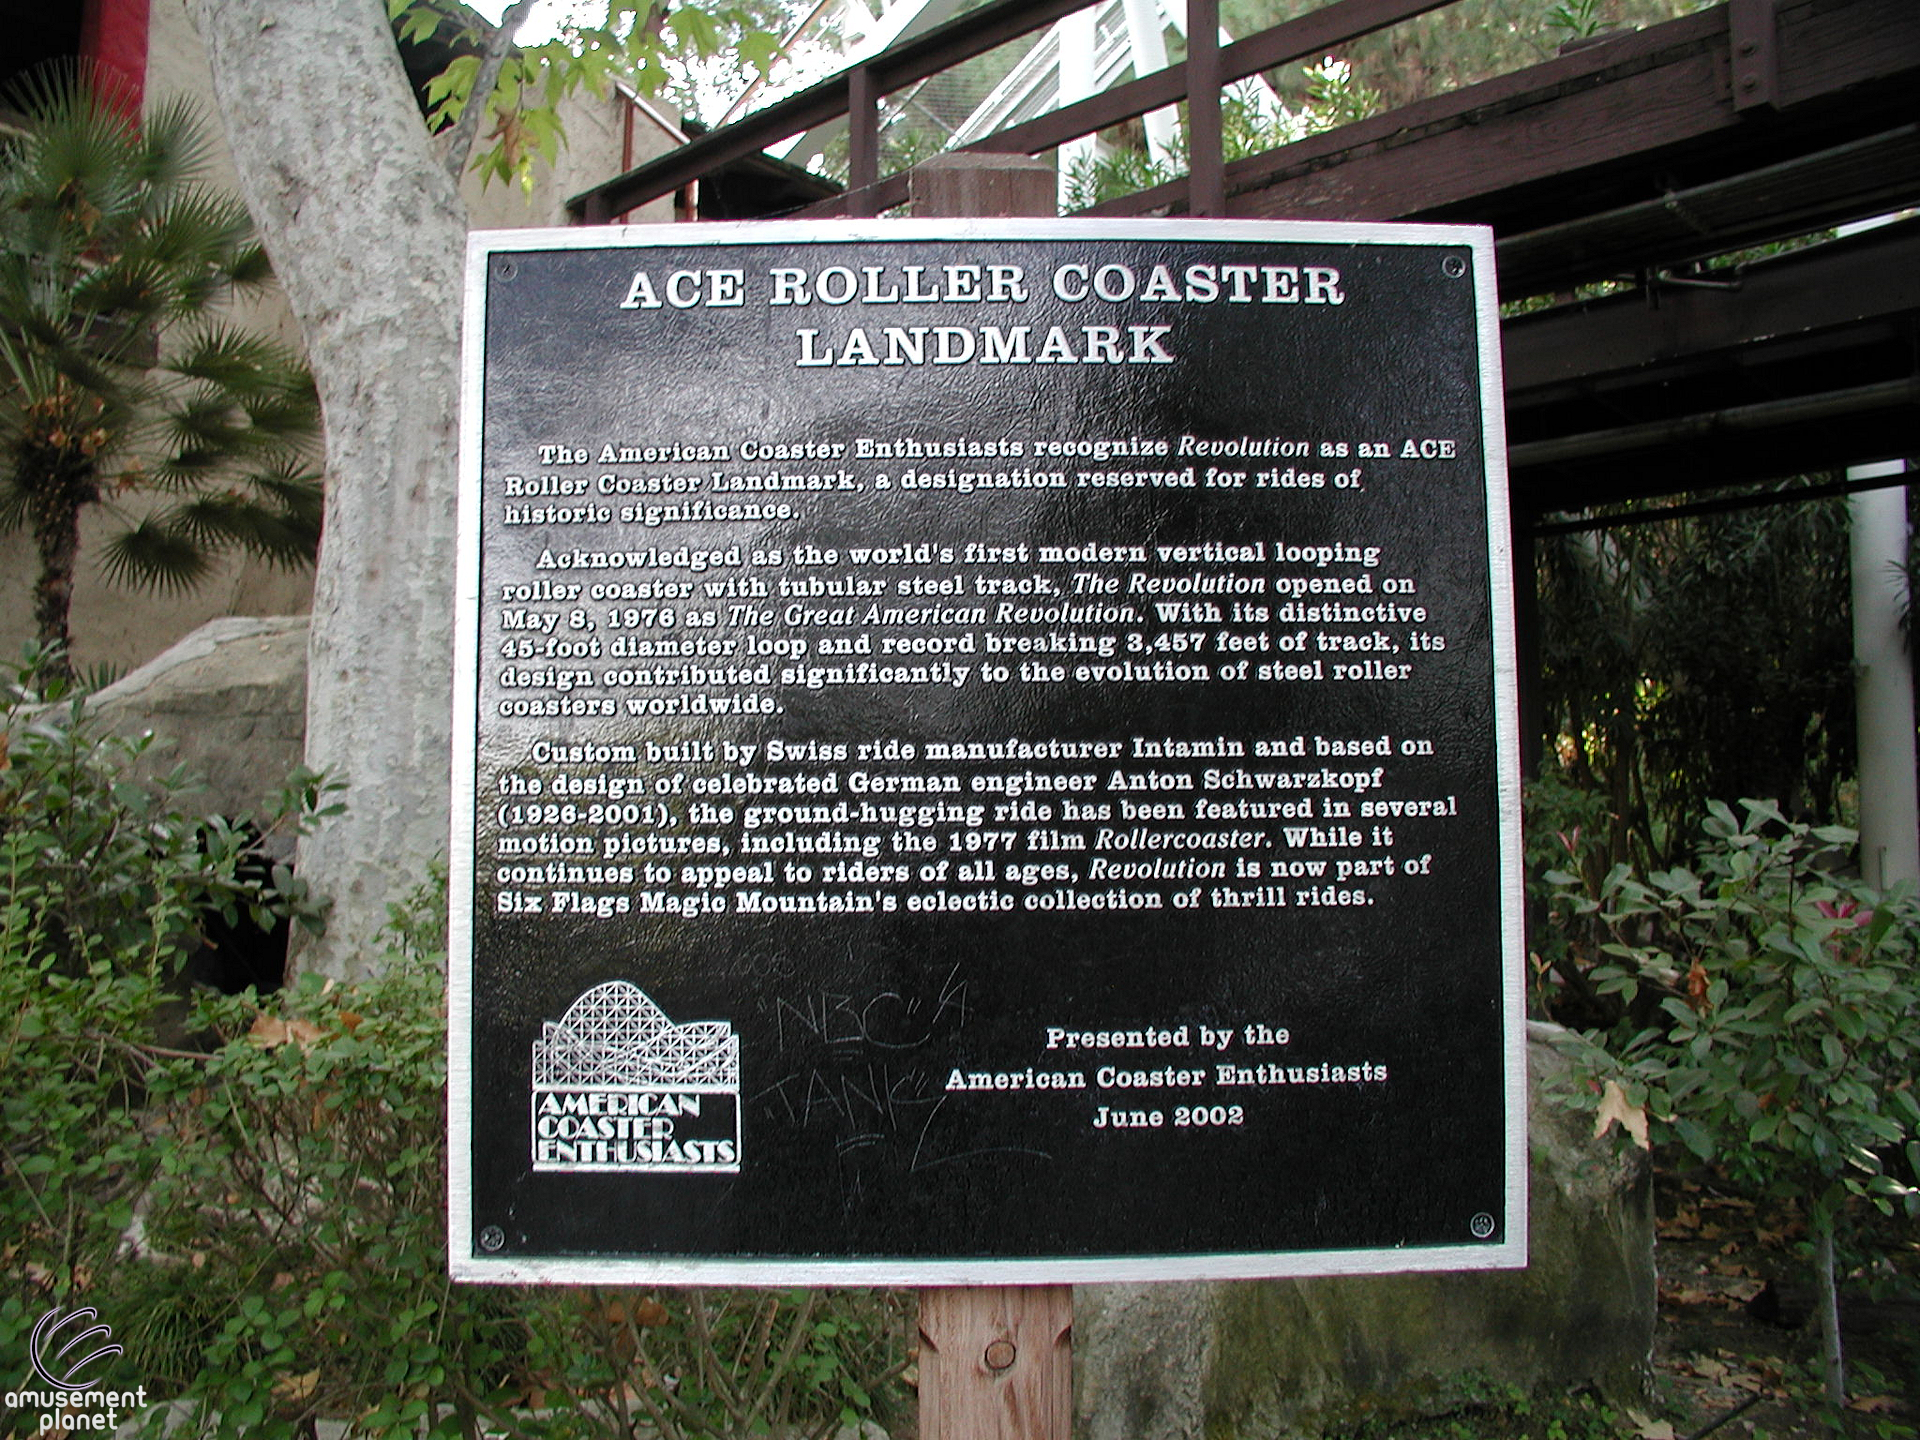 ACE ROLLER COASTER
LANDMARK
The American Coaster Enthusiasts recognize Revolution as an ACE
Roller Coaster Landmark, a designation reserved for rides of
historic significance.
Acknowledged as the world's first modern vertical looping
roller coaster with tubular steel track, The Revolution opened on
May 8, 1976 as The Great American Revolution. With its distinctive
45-foot diameter loop and record breaking 3,457 feet of track, its
design contributed significantly to the evolution of steel roller
coasters worldwide.
Custom built by Swiss ride manufacturer Intamin and based on
the design of celebrated German engineer Anton Schwarzkopf
(1926-2001), the ground-hugging ride has been featured in several
motion pictures, including the 1977 film Rollercoaster. While it
continues to appeal to riders of all ages, Revolution is now part of
Six Flags Magic Mountain's eclectic collection of thrill rides.
"NBC"
Presented by the
American Coaster Enthusiasts
June 2002
AMERICAN
COASTER
ENTHUSIASTS
amusement
planet